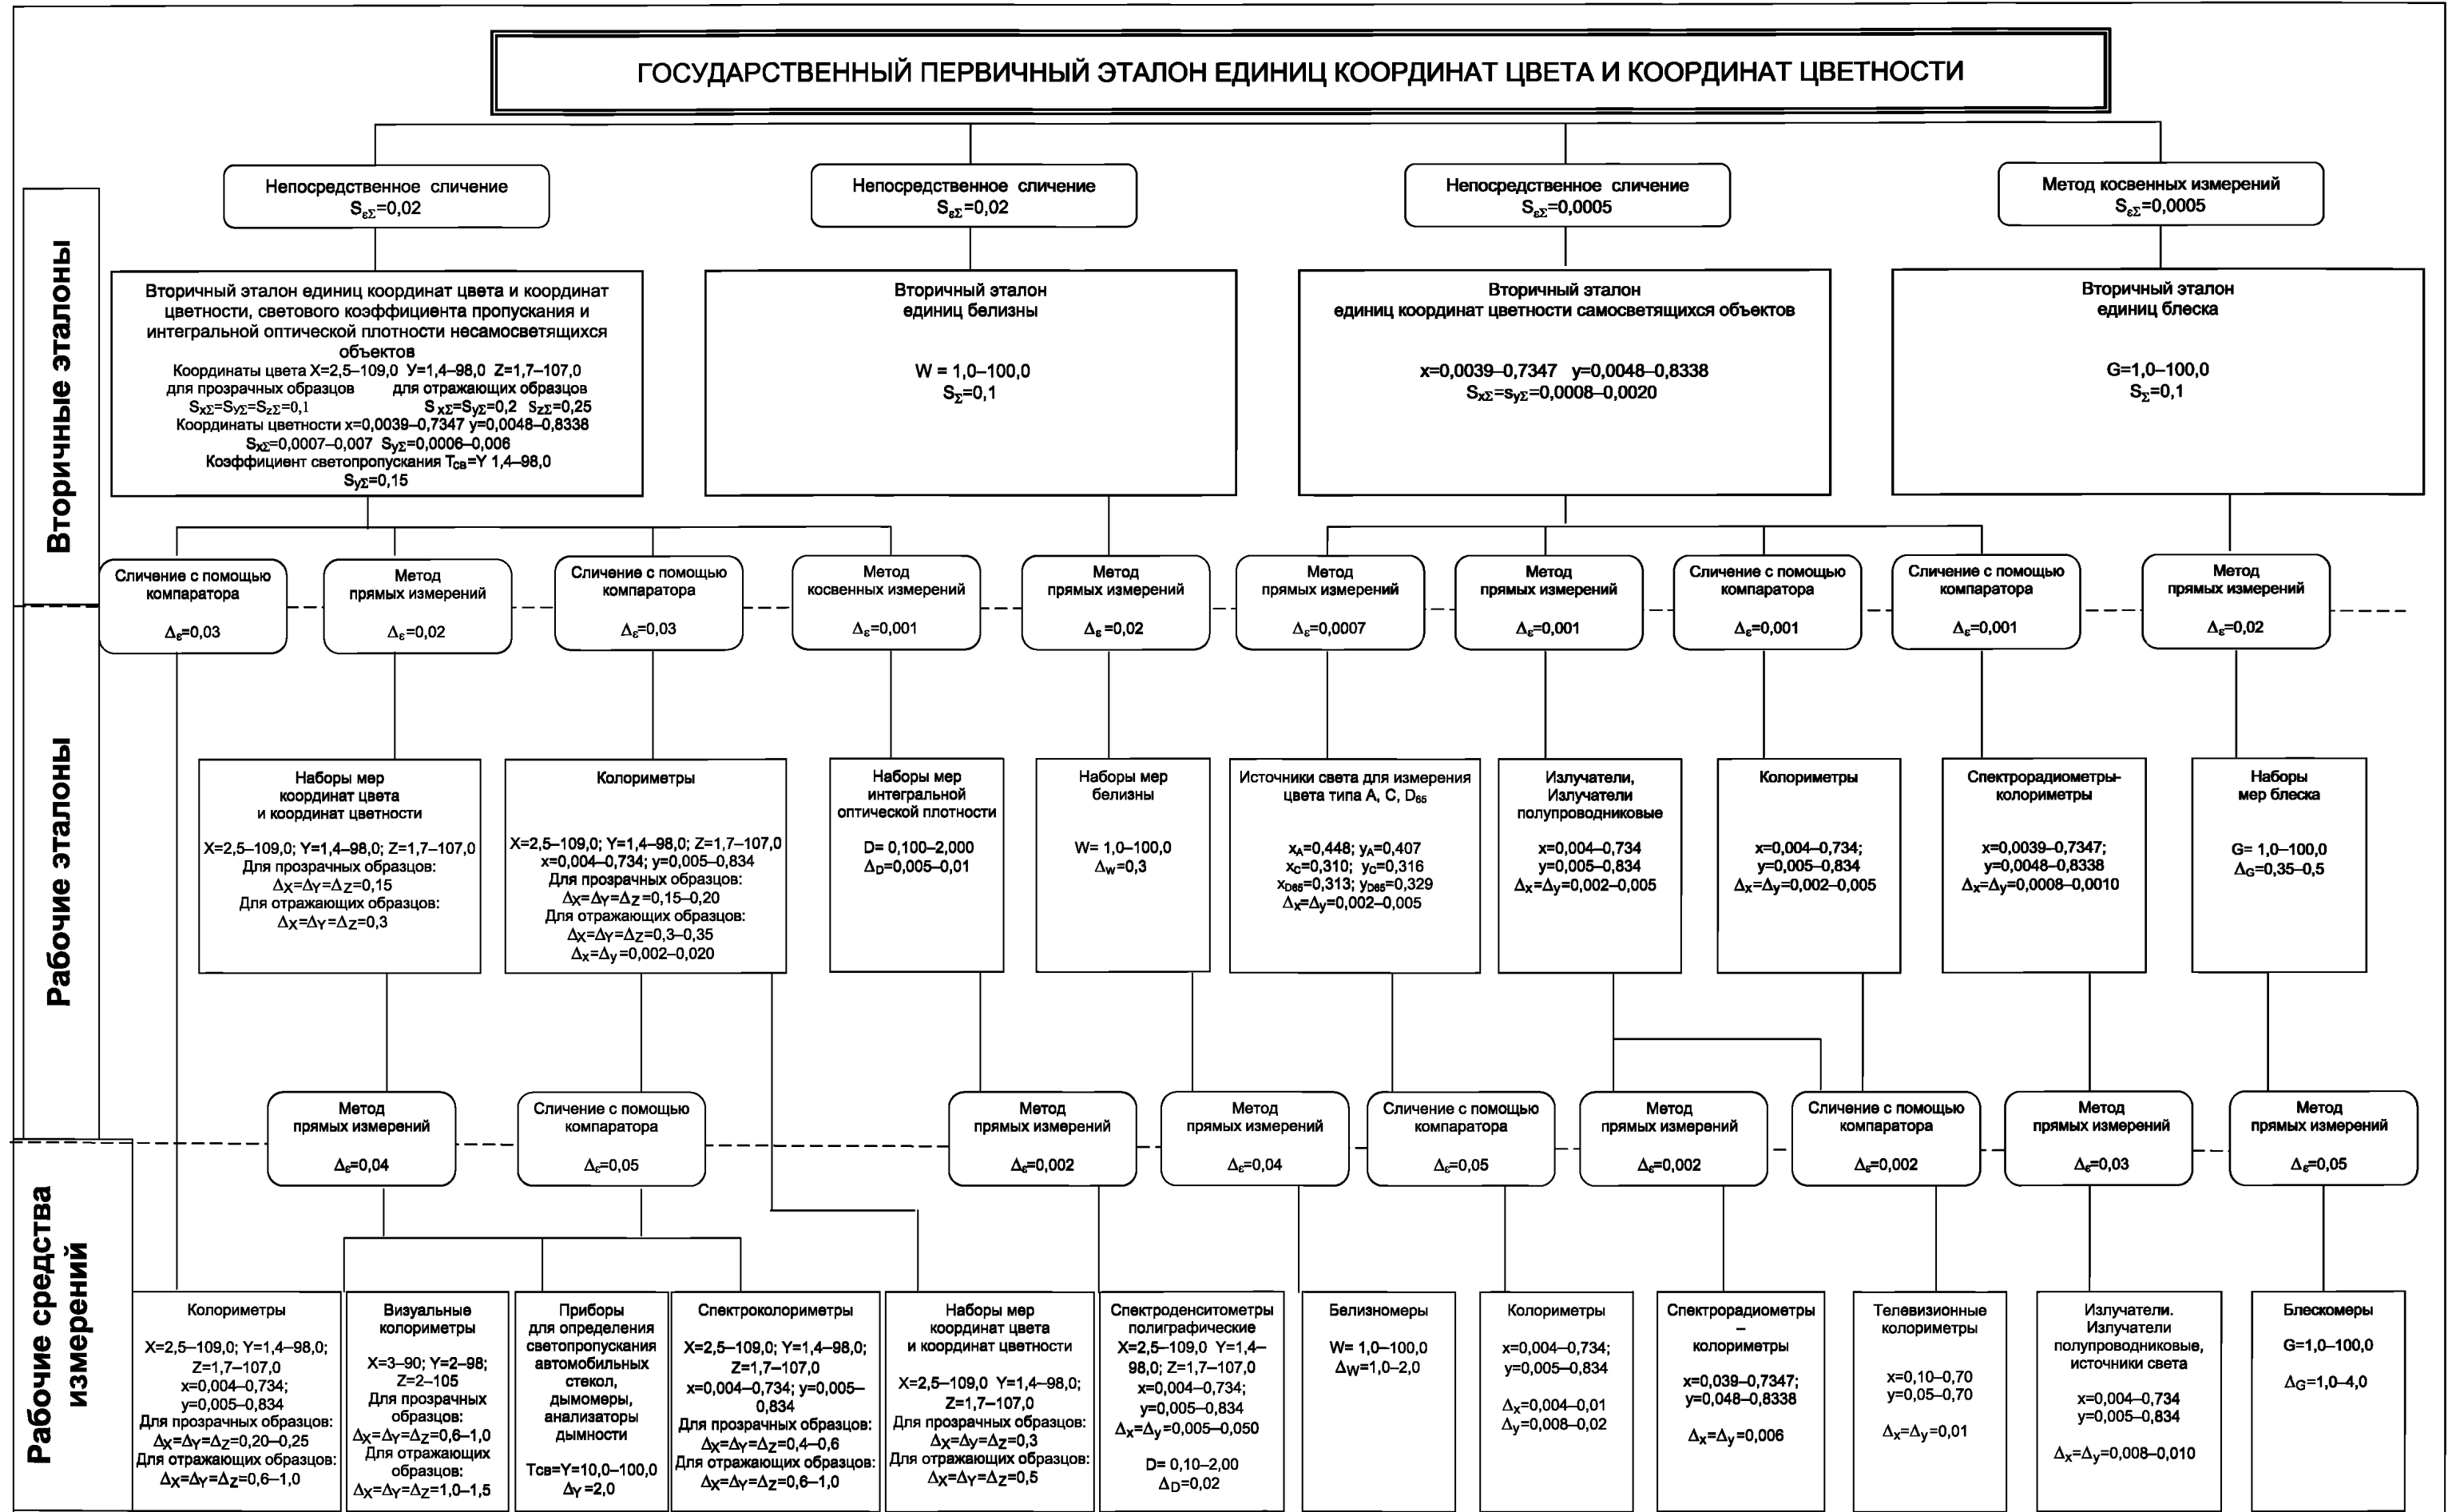 ГОСУДАРСТВЕННЫЙ ПЕРВИЧНЫЙ ЭТАЛОН ЕДИНИЦ КООРДИНАТ ЦВЕТА И КООРДИНАТ ЦВЕТНОСТИ
Вторичные эталоны
Непосредственное сличение
SεΣ=0,02
Непосредственное сличение
SεΣ=0,02
Непосредственное сличение
SεΣ=0,0005
Метод косвенных измерений
SεΣ=0,0005
Вторичный эталон единиц координат цвета и координат
цветности, светового коэффициента пропускания и
интегральной оптической плотности несамосветящихся
объектов
Координаты цвета X=2,5–109,0 У=1,4–98,0 Z=1,7–107,0
для прозрачных образцов для отражающих образцов
SxΣ=SyΣ=SzΣ=0,1 SxΣ=SyΣ=0,2 SzΣ=0,25
Координаты цветности x=0,0039–0,7347 y=0,0048–0,8338
SxΣ=0,0007–0,007 SyΣ=0,0006–0,006
Коэффициент светопропускания Tсв=Y 1,4–98,0
SyΣ=0,15
Вторичный эталон
единиц белизны
W = 1,0–100,0
SΣ=0,1
Вторичный эталон
единиц координат цветности самосветящихся объектов
x=0,0039–0,7347 y=0,0048–0,8338
SxΣ=syΣ=0,0008–0,0020
Вторичный эталон
единиц блеска
G=1,0–100,0
SΣ=0,1
Сличение с помощью
компаратора
Δε=0,03
Метод
прямых измерений
Δε=0,02
Сличение с помощью
компаратора
Δε=0,03
Метод
косвенных измерений
Δε=0,001
Метод
прямых измерений
Δε=0,02
Метод
прямых измерений
Δε=0,0007
Метод
прямых измерений
Δε=0,001
Сличение с помощью
компаратора
Δε=0,001
Сличение с помощью
компаратора
Δε=0,001
Метод
прямых измерений
Δε=0,02
Рабочие эталоны
Наборы мер
координат цвета
и координат цветности
X=2,5–109,0; Y=1,4–98,0; Z=1,7–107,0
Для прозрачных образцов:
ΔX=ΔY=ΔZ=0,15
Для отражающих образцов:
ΔX=ΔY=ΔZ=0,3
Колориметры
X=2,5–109,0; Y=1,4–98,0; Z=1,7–107,0
x=0,004–0,734; y=0,005–0,834
Для прозрачных образцов:
ΔX=ΔY=ΔZ=0,15–0,20
Для отражающих образцов:
ΔX=ΔY=ΔZ=0,3–0,35
Δx=Δy=0,002–0,020
Наборы мер
интегральной
оптической плотности
D= 0,100–2,000
ΔD=0,005–0,01
Наборы мер
белизны
W= 1,0–100,0
ΔW=0,3
Источники света для измерения
цвета типа A, C, D65
xA=0,448; yA=0,407
xC=0,310; yC=0,316
xD65=0,313; yD65=0,329
Δx=Δy=0,002–0,005
Излучатели,
Излучатели
полупроводниковые
x=0,004–0,734
y=0,005–0,834
Δx=Δy=0,002–0,005
Колориметры
x=0,004–0,734;
y=0,005–0,834
Δx=Δy=0,002–0,005
Спектрорадиометры-
колориметры
x=0,0039–0,7347;
y=0,0048–0,8338
Δx=Δy=0,0008–0,0010
Наборы
мер блеска
G= 1,0–100,0
ΔG=0,35–0,5
Метод
прямых измерений
Δε=0,04
Сличение с помощью
компаратора
Δε=0,05
Метод
прямых измерений
Δε=0,002
Метод
прямых измерений
Δε=0,04
Сличение с помощью
компаратора
Δε=0,05
Метод
прямых измерений
Δε=0,002
Сличение с помощью
компаратора
Δε=0,002
Метод
прямых измерений
Δε=0,03
Метод
прямых измерений
Δε=0,05
Рабочие средства
измерений
Колориметры
X=2,5–109,0; Y=1,4–98,0;
Z=1,7–107,0
x=0,004–0,734;
y=0,005–0,834
Для прозрачных образцов:
ΔX=ΔY=ΔZ=0,20–0,25
Для отражающих образцов:
ΔX=ΔY=ΔZ=0,6–1,0
Визуальные
колориметры
X=3–90; Y=2–98;
Z=2–105
Для прозрачных
образцов:
ΔX=ΔY=ΔZ=0,6–1,0
Для отражающих
образцов:
ΔX=ΔY=ΔZ=1,0–1,5
Приборы
для определения
светопропускания
автомобильных
стекол,
дымомеры,
анализаторы
дымности
Тсв=Y=10,0–100,0
ΔY =2,0
Спектроколориметры
X=2,5–109,0; Y=1,4–98,0;
Z=1,7–107,0
x=0,004–0,734; y=0,005–
0,834
Для прозрачных образцов:
ΔX=ΔY=ΔZ=0,4–0,6
Для отражающих образцов:
ΔX=ΔY=ΔZ=0,6–1,0
Наборы мер
координат цвета
и координат цветности
X=2,5–109,0 Y=1,4–98,0;
Z=1,7–107,0
Для прозрачных образцов:
ΔX=Δy=ΔZ=0,3
Для отражающих образцов:
ΔX=ΔY=ΔZ=0,5
Спектроденситометры
полиграфические
X=2,5–109,0 Y=1,4–
98,0; Z=1,7–107,0
x=0,004–0,734;
y=0,005–0,834
Δx=Δy=0,005–0,050
D= 0,10–2,00
ΔD=0,02
Белизномеры
W= 1,0–100,0
ΔW=1,0–2,0
Колориметры
x=0,004–0,734;
y=0,005–0,834
Δx=0,004–0,01
Δy=0,008–0,02
Спектрорадиометры
–
колориметры
x=0,039–0,7347;
y=0,048–0,8338
Δx=Δy=0,006
Телевизионные
колориметры
x=0,10–0,70
y=0,05–0,70
Δx=Δy=0,01
Излучатели.
Излучатели
полупроводниковые,
источники света
x=0,004–0,734
y=0,005–0,834
Δx=Δy=0,008–0,010
Блескомеры
G=1,0–100,0
ΔG=1,0–4,0